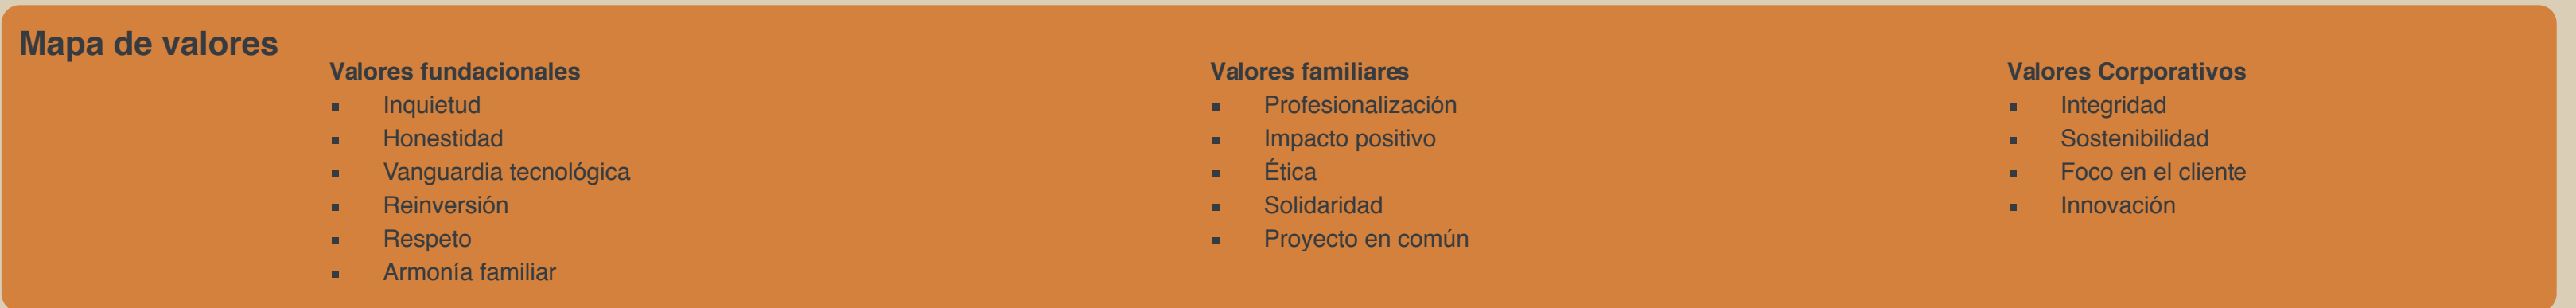 Mapa de valores
Valores fundacionales
▪ Inquietud
▪ Honestidad
▪ Vanguardia tecnológica
▪ Reinversión
▪ Respeto
▪ Armonía familiar
Valores familiares
▪ Profesionalización
▪ Impacto positivo
▪ Ética
▪ Solidaridad
▪ Proyecto en común
Valores Corporativos
▪ Integridad
▪ Sostenibilidad
▪ Foco en el cliente
▪ Innovación